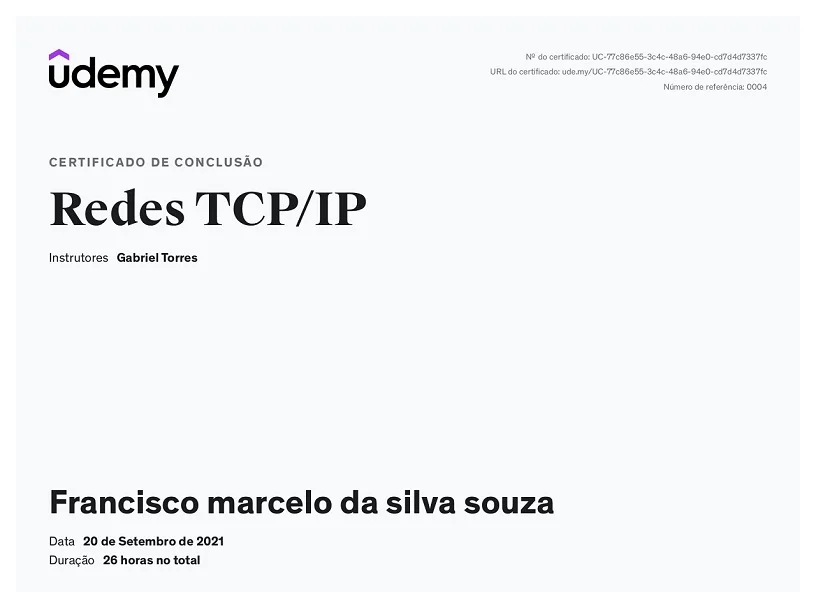 udemy
Nº do certificado: UC-77c86e55-3c4c-48a6-94e0-cd7d4d7337fc
URL do certificado: ude.my/UC-77c86e55-3c4c-48a6-94e0-cd7d4d7337fc
Número de referência: 0004
CERTIFICADO DE CONCLUSÃO
Redes TCP/IP
Instrutores Gabriel Torres
Francisco marcelo da silva souza
Data 20 de Setembro de 2021
Duração 26 horas no total